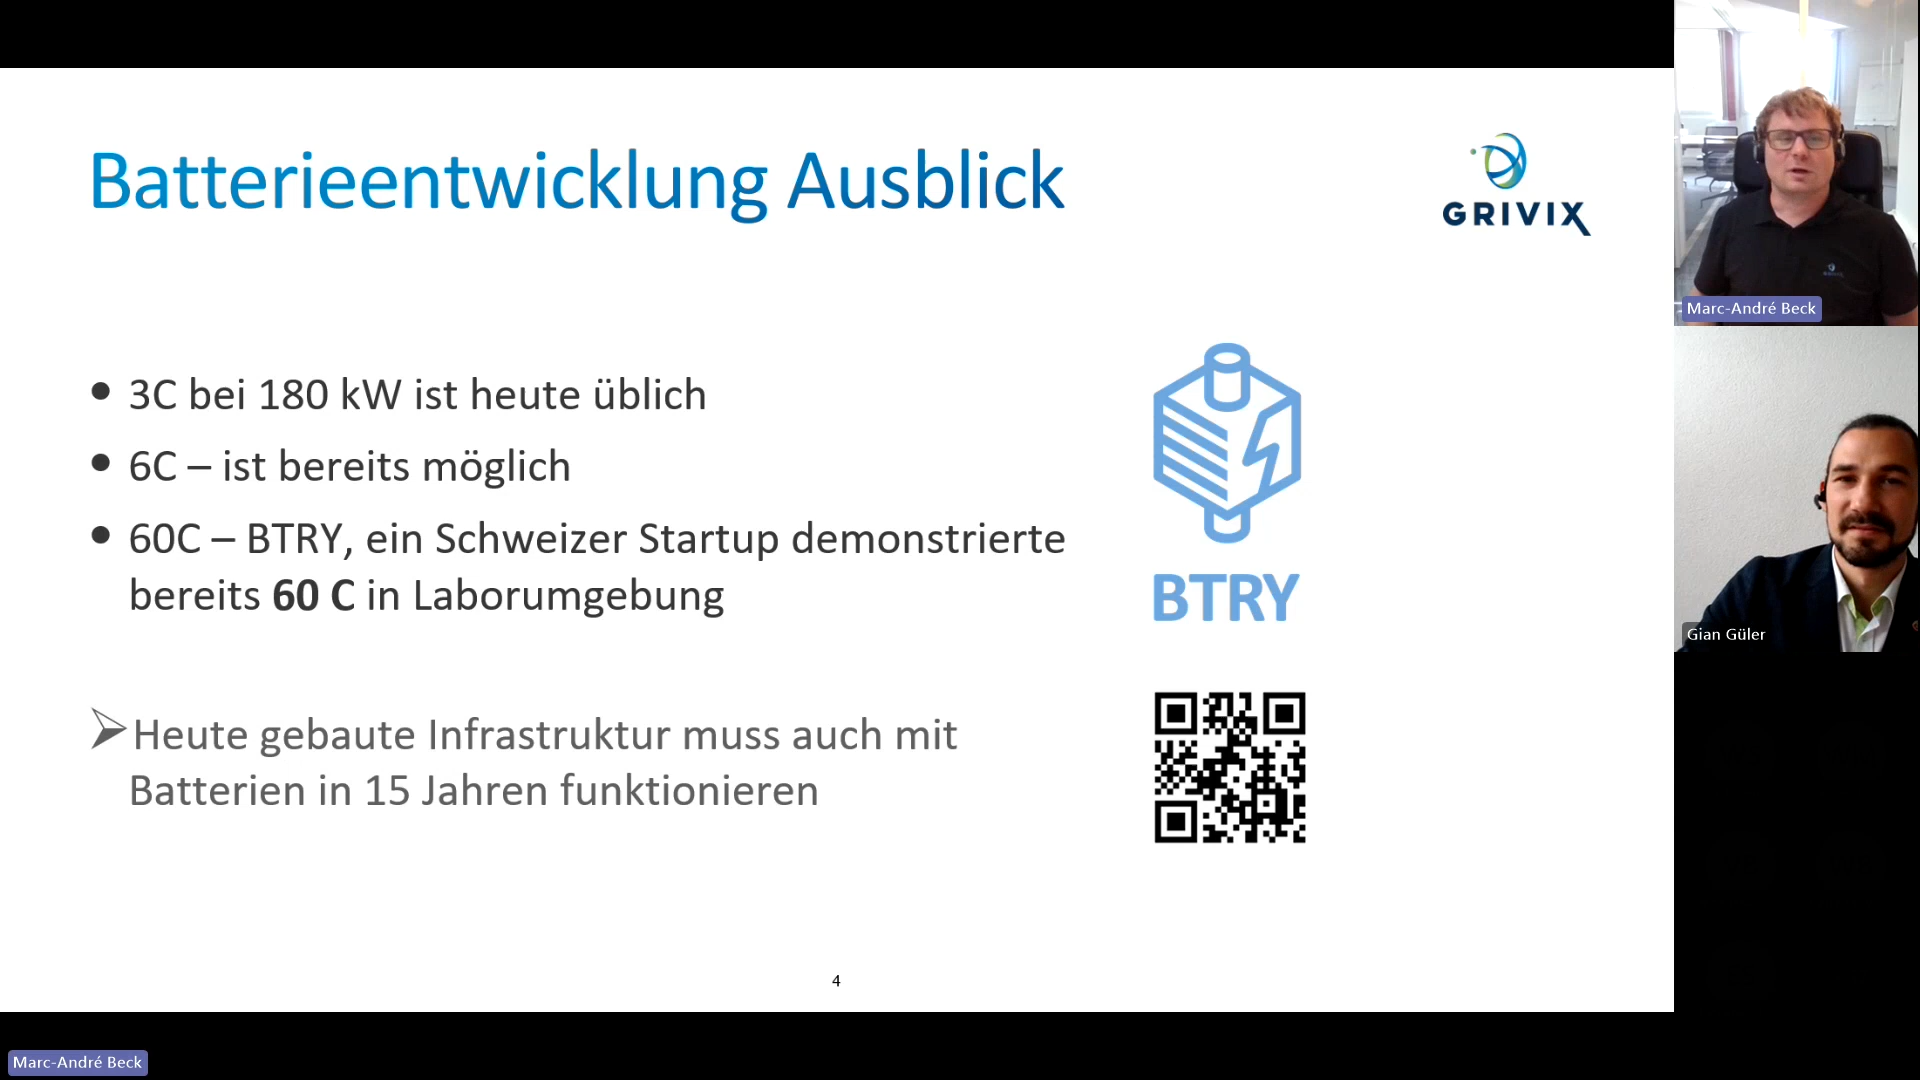 Batterieentwicklung Ausblick
GRIVIX
• 3C bei 180 kW ist heute üblich
• 6C – ist bereits möglich
• 60C – BTRY, ein Schweizer Startup demonstrierte
bereits 60 C in Laborumgebung
BTRY
➢Heute gebaute Infrastruktur muss auch mit
Batterien in 15 Jahren funktionieren
4
Marc-André Beck
Gian Güler
Marc-André Beck